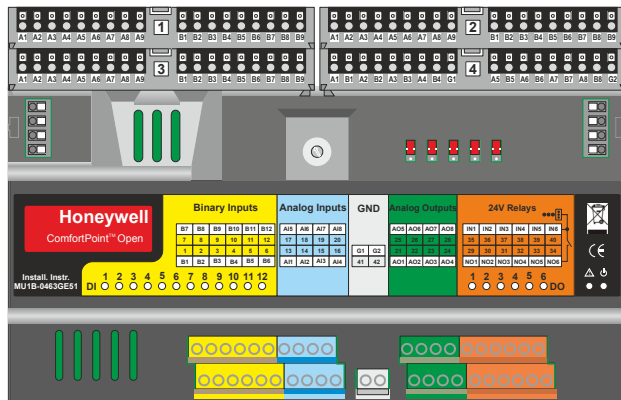 1
2
A1 A2 A3 A4 A5 A6 A7 A8 A9
B1 B2 B3 B4 B5 B6 B7 B8 B9
A1 A2 A3 A4 A5 A6 A7 A8 A9
B1 B2 B3 B4 B5 B6 B7 B8 B9
3
4
A1 A2 A3 A4 A5 A6 A7 A8 A9
B1 B2 B3 B4 B5 B6 B7 B8 B9
A1 B1 A2 B2 A3 B3 A4 B4 G1
A5 B5 A6 B6 A7 B7 A8 B8 G2
Honeywell
ComfortPoint™ Open
Install. Instr.
MU1B-0463GE51
Binary Inputs
B7 B8 B9 B10 B11 B12
7 8 9 10 11 12
1 2 3 4 5 6
B1 B2 B3 B4 B5 B6
DI 1 2 3 4 5 6 7 8 9 10 11 12
Analog Inputs
AI5 AI6 AI7 AI8
17 18 19 20
13 14 15 16
AI1 AI2 AI3 AI4
GND
G1 G2
41 42
Analog Outputs
AO5 AO6 AO7 AO8
25 26 27 28
21 22 23 24
AO1 AO2 AO3 AO4
24V Relays
IN1 IN2 IN3 IN4 IN5 IN6
35 36 37 38 39 40
29 30 31 32 33 34
NO1 NO2 NO3 NO4 NO5 NO6
1 2 3 4 5 6 DO
CE